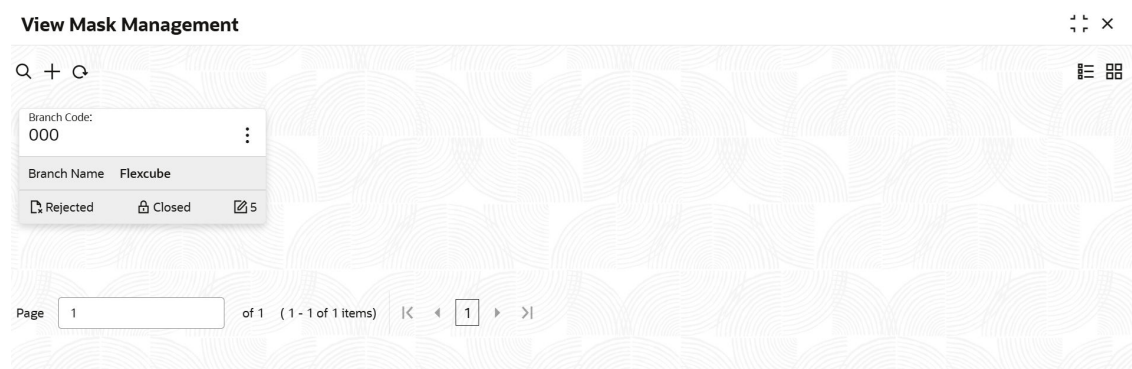 View Mask Management
Branch Code:
000
Branch Name Flexcube
Rejected Closed 5
Page 1 of 1 ( 1 - 1 of 1 items) 1